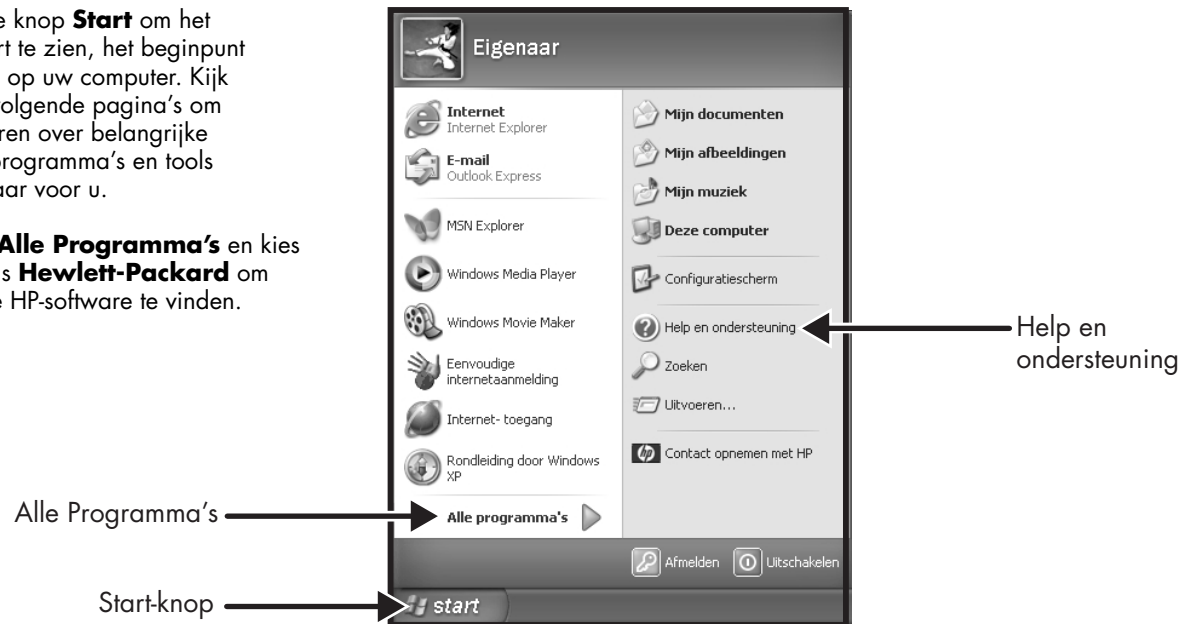 e knop Start om het
rt te zien, het beginpunt
op uw computer. Kijk
olgende pagina's om
ren over belangrijke
rogramma's en tools
aar voor u.
Alle Programma's en kies
s Hewlett-Packard om
e HP-software te vinden.
Eigenaar
Internet
Internet Explorer
E-mail
Outlook Express
MSN Explorer
Windows Media Player
Windows Movie Maker
Eenvoudige
internetaanmelding
Internet- toegang
Rondleiding door Windows
XP
Alle programma's
Mijn documenten
Mijn afbeeldingen
Mijn muziek
Deze computer
Configuratiescherm
Help en ondersteuning
Zoeken
Uitvoeren...
hp Contact opnemen met HP
Afmelden Uitschakelen
start
Help en
ondersteuning
Alle Programma's
Start-knop